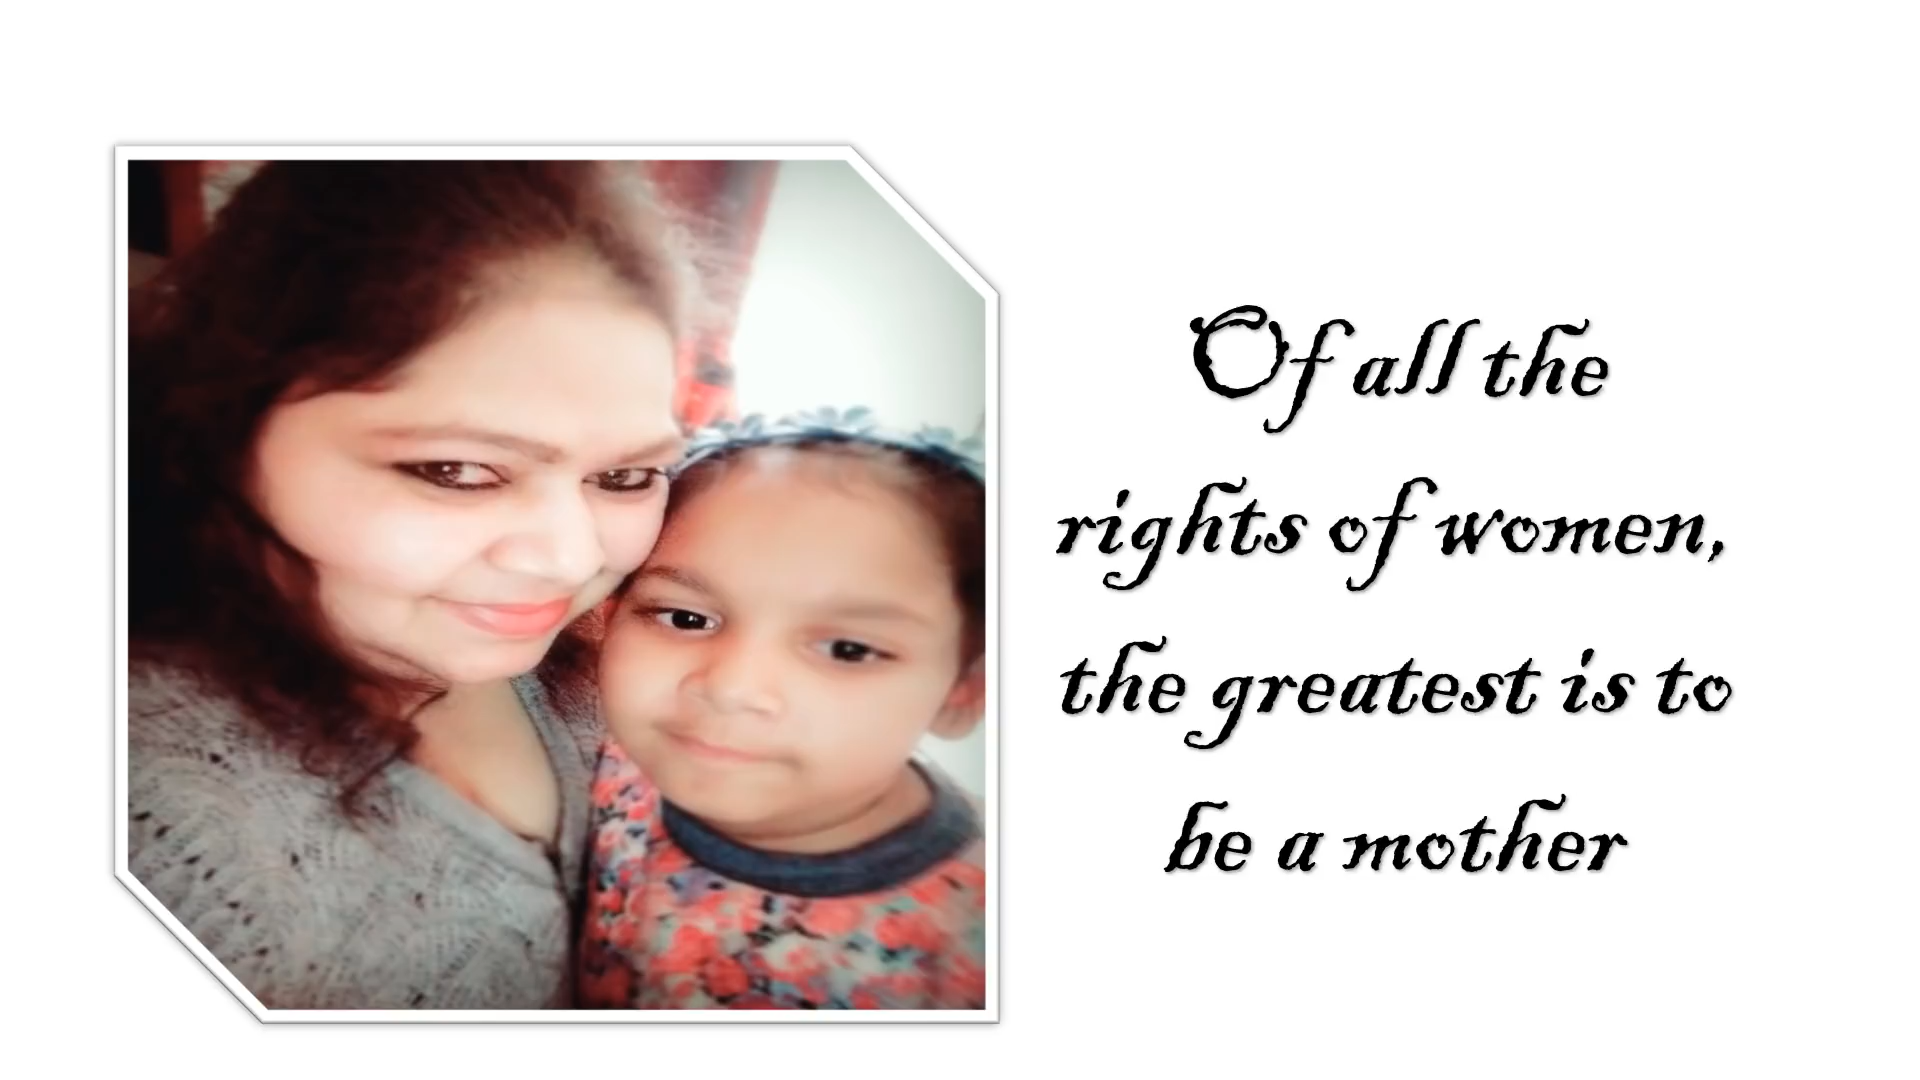 Of all the
rights of women,
the greatest is to
be a mother